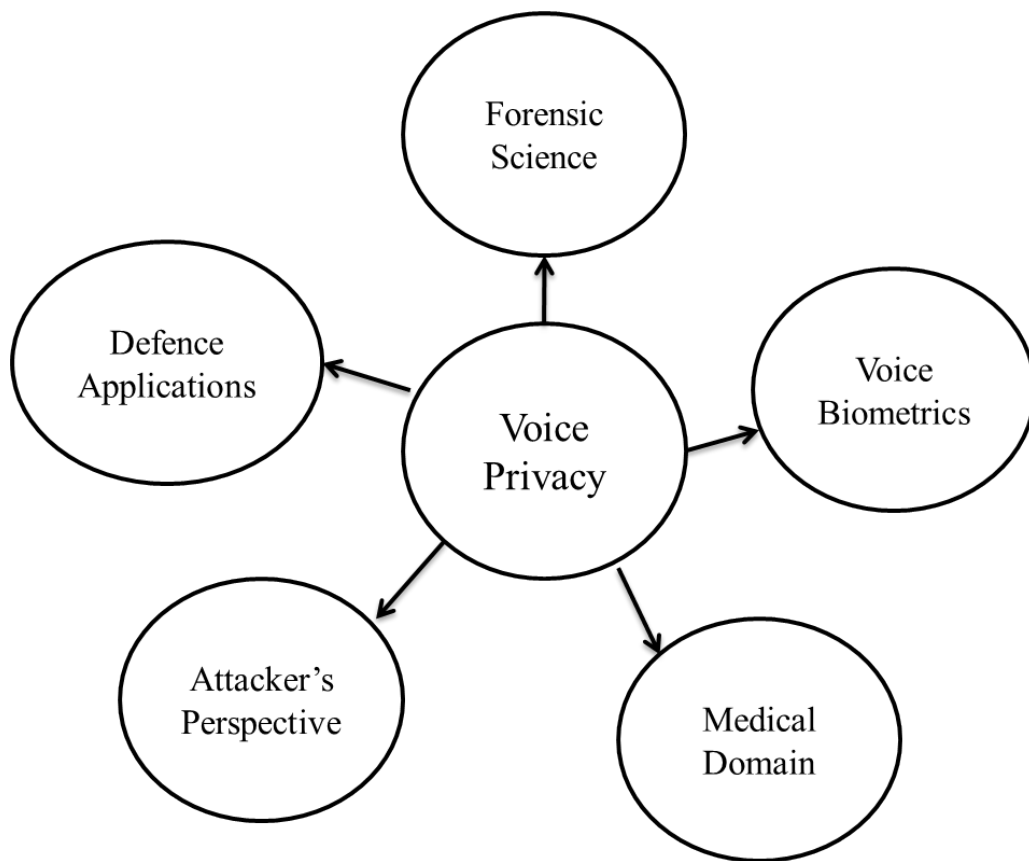 Forensic
Science
Defence
Applications
Voice
Biometrics
Voice
Privacy
Attacker’s
Perspective
Medical
Domain